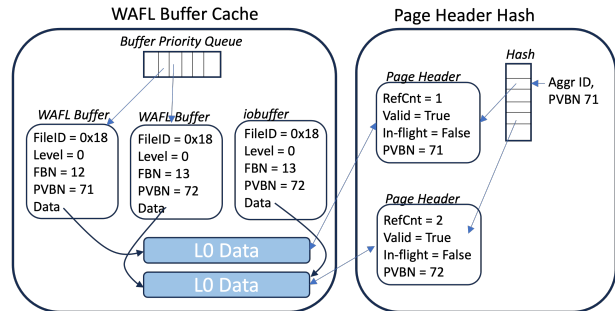 WAFL Buffer Cache
Buffer Priority Queue
WAFL Buffer
FileID = 0x18
Level = 0
FBN = 12
PVBN = 71
Data
WAFL Buffer
FileID = 0x18
Level = 0
FBN = 13
PVBN = 72
Data
iobuffer
FileID = 0x18
Level = 0
FBN = 13
PVBN = 72
Data
L0 Data
L0 Data
Page Header Hash
Hash
Aggr ID,
PVBN 71
Page Header
RefCnt = 1
Valid = True
In-flight = False
PVBN = 71
Page Header
RefCnt = 2
Valid = True
In-flight = False
PVBN = 72